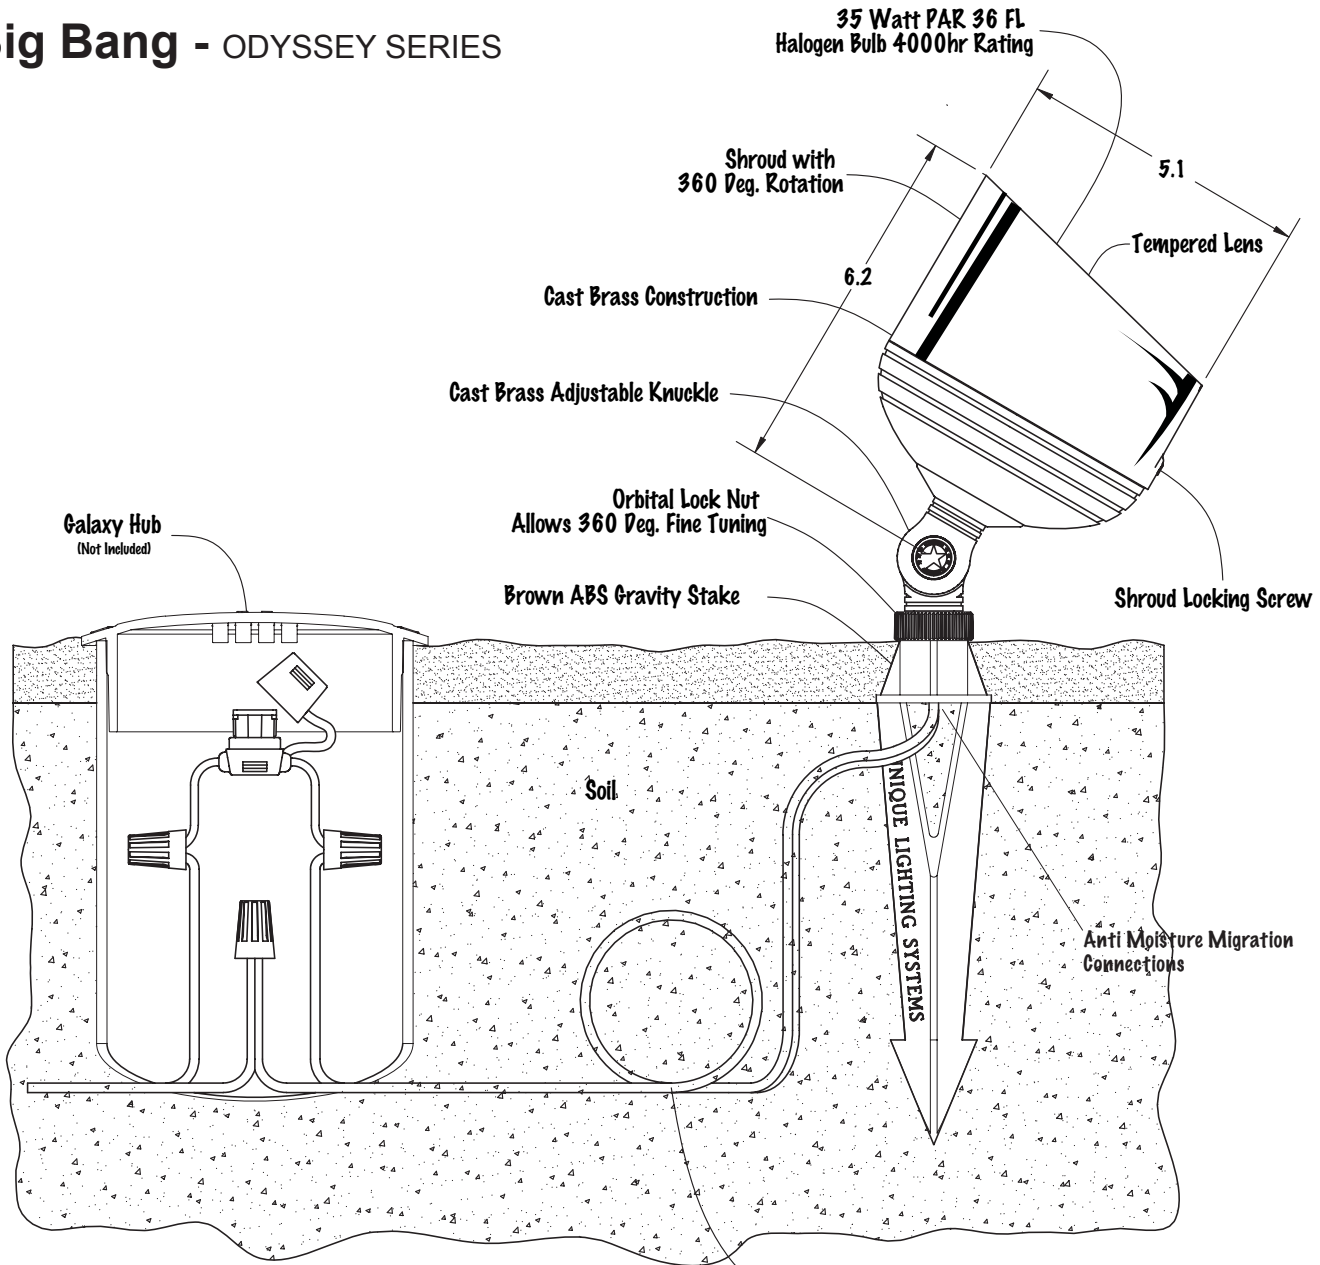 ig Bang - ODYSSEY SERIES
35 Watt PAR 36 FL
Halogen Bulb 4000hr Rating
5.1
Shroud with
360 Deg. Rotation
Tempered Lens
6.2
Cast Brass Construction
Cast Brass Adjustable Knuckle
Orbital Lock Nut
Allows 360 Deg. Fine Tuning
Galaxy Hub
(Not Included)
Brown ABS Gravity Stake
Shroud Locking Screw
Soil
NIQUE LIGHTING SYSTEMS
Anti Moisture Migration
Connections